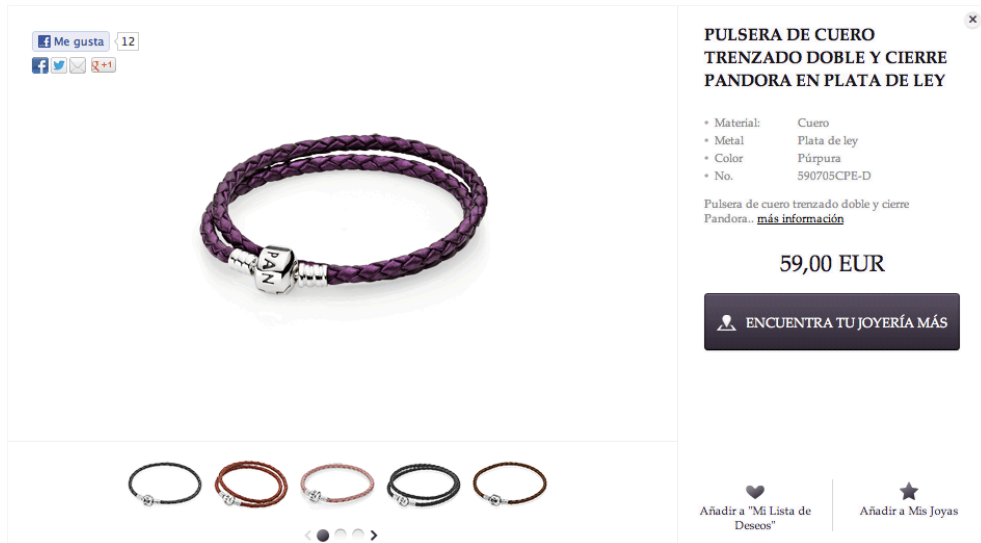 Me gusta
12
+1
PAN
PULSERA DE CUERO
TRENZADO DOBLE Y CIERRE
PANDORA EN PLATA DE LEY
• Material: Cuero
• Metal Plata de ley
• Color Púrpura
• No. 590705CPE-D
Pulsera de cuero trenzado doble y cierre
Pandora.. más información
59,00 EUR
ENCUENTRA TU JOYERÍA MÁS
Añadir a "Mi Lista de
Deseos"
Añadir a Mis Joyas